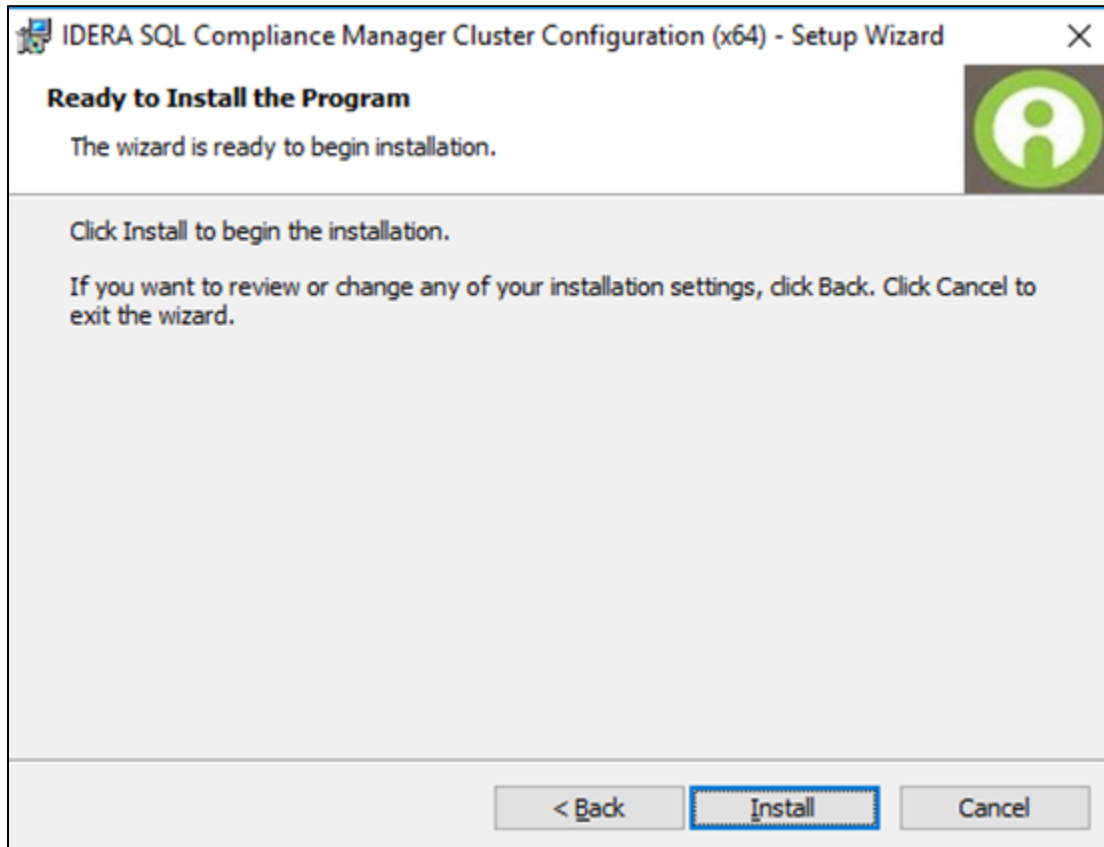 IDERA SQL Compliance Manager Cluster Configuration (x64) - Setup Wizard
Ready to Install the Program
The wizard is ready to begin installation.
Click Install to begin the installation.
If you want to review or change any of your installation settings, click Back. Click Cancel to
exit the wizard.
< Back
Install
Cancel